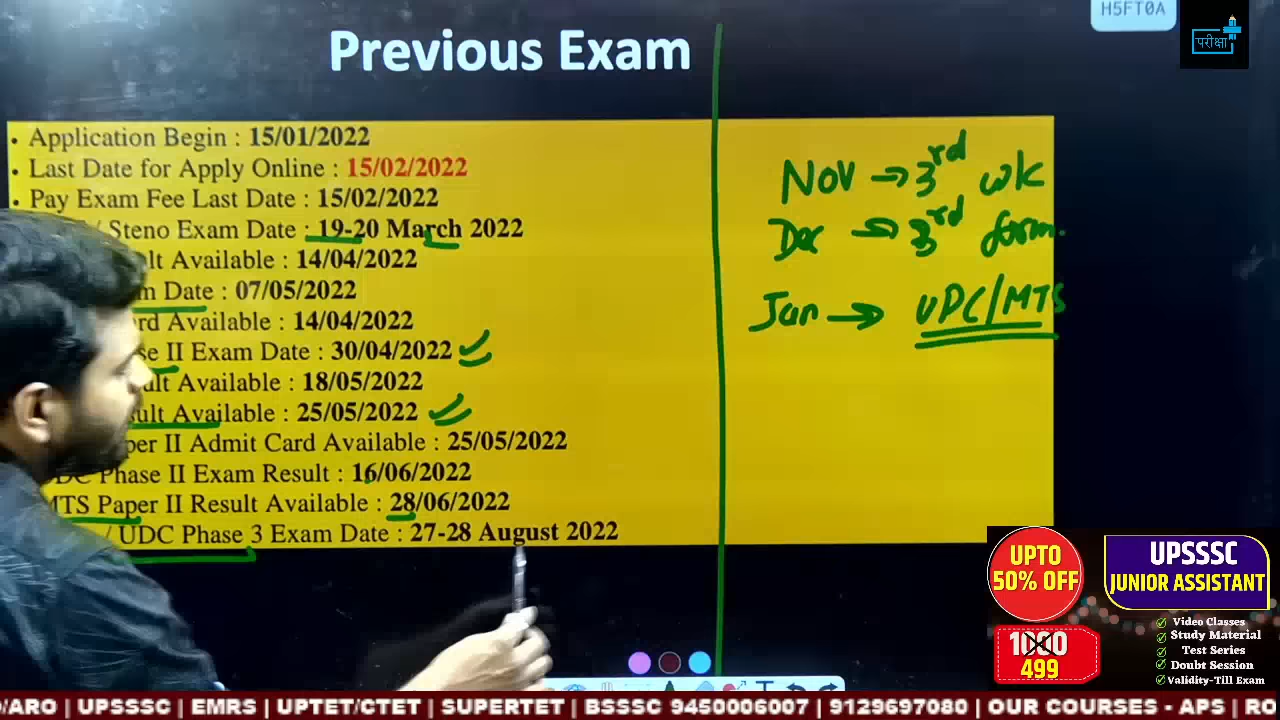 H5FT0A
परीक्षा
Previous Exam
• Application Begin : 15/01/2022
• Last Date for Apply Online : 15/02/2022
• Pay Exam Fee Last Date : 15/02/2022
/ Steno Exam Date : 19-20 March 2022
Available : 14/04/2022
Date : 07/05/2022
Available : 14/04/2022
II Exam Date : 30/04/2022
Available : 18/05/2022
Available : 25/05/2022
II Admit Card Available : 25/05/2022
Phase II Exam Result : 16/06/2022
MTS Paper II Result Available : 28/06/2022
/ UDC Phase 3 Exam Date : 27-28 August 2022
NOV → 3rd wk
Dec → 3rd form.
Jan → UDC/MTS
UPTO
50% OFF
1000
499
UPSSSC
JUNIOR ASSISTANT
Video Classes
Study Material
Test Series
Doubt Session
Validity-Till Exam
/ARO | UPSSSC | EMRS | UPTET/CTET | SUPERTET | BSSSC 9450006007 | 9129697080 | OUR COURSES - APS | RO